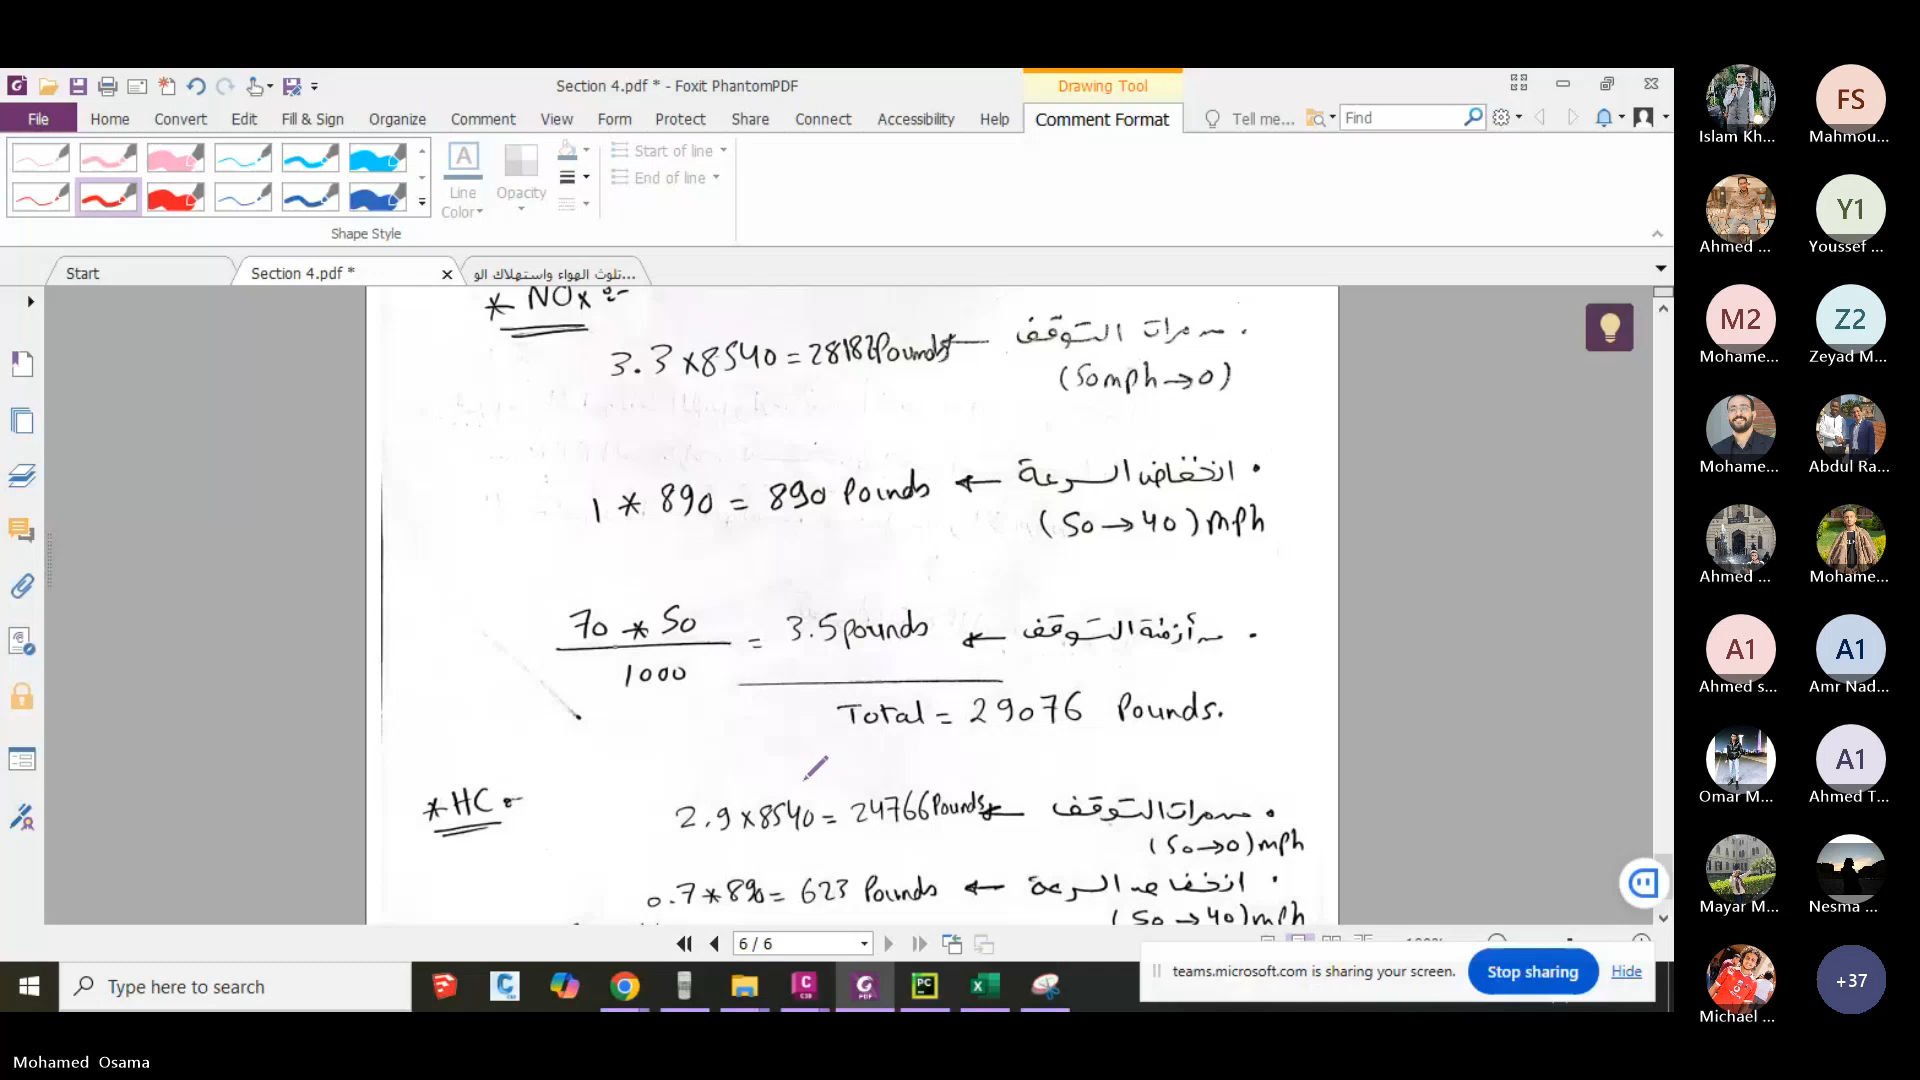 Section 4.pdf * - Foxit PhantomPDF
Drawing Tool
File Home Convert Edit Fill & Sign Organize Comment View Form Protect Share Connect Accessibility Help Comment Format Tell me... Find
Line Color
Opacity
Start of line
End of line
Shape Style
Start
Section 4.pdf *
تلوث الهواء واستهلاك الو...
* NOx :-
3.3 x 8540 = 28182 Pounds ← مرات التوقف
(50mph → 0)
1 * 890 = 890 Pounds ← انخفاض السرعة
(50 → 40) mph
70 * 50
1000
= 3.5 pounds ← أزمنة التوقف
Total = 29076 Pounds.
* HC :-
2.9 x 8540 = 24766 Pounds ← مرات التوقف
(50 → 0) mph
0.7 * 890 = 623 Pounds ← انخفاض السرعة
(50 → 40) mph
6 / 6
teams.microsoft.com is sharing your screen.
Stop sharing
Hide
Type here to search
Islam Kh...
FS
Mahmou...
Ahmed ...
Y1
Youssef ...
M2
Mohame...
Z2
Zeyad M...
Mohame...
Abdul Ra...
Ahmed ...
Mohame...
A1
Ahmed s...
A1
Amr Nad...
Omar M...
A1
Ahmed T...
Mayar M...
Nesma ...
Michael ...
+37
Mohamed Osama